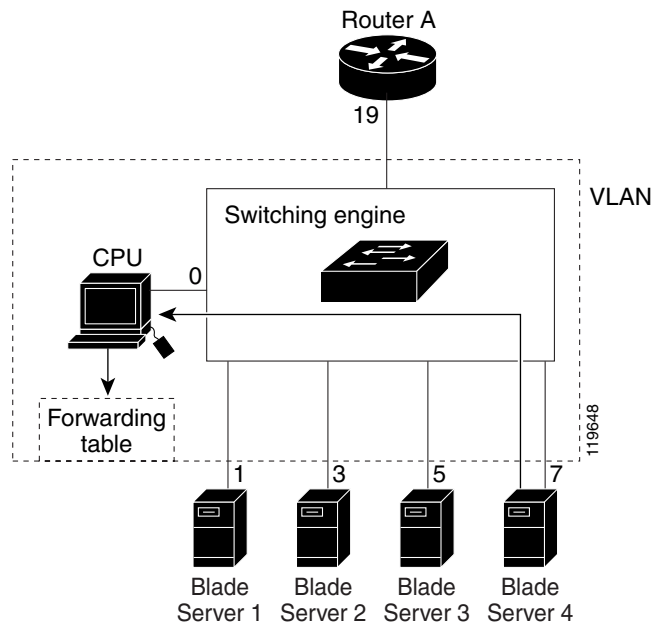 Router A
19
VLAN
Switching engine
CPU
0
Forwarding
table
119648
1
3
5
7
Blade
Server 1
Blade
Server 2
Blade
Server 3
Blade
Server 4